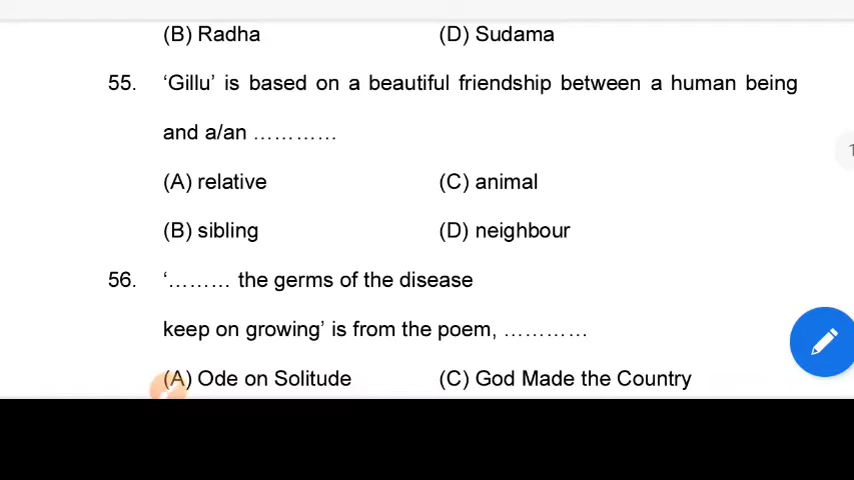 (B) Radha (D) Sudama
55. ‘Gillu’ is based on a beautiful friendship between a human being
and a/an …………
(A) relative (C) animal
(B) sibling (D) neighbour
56. ‘……… the germs of the disease
keep on growing’ is from the poem, …………
(A) Ode on Solitude (C) God Made the Country